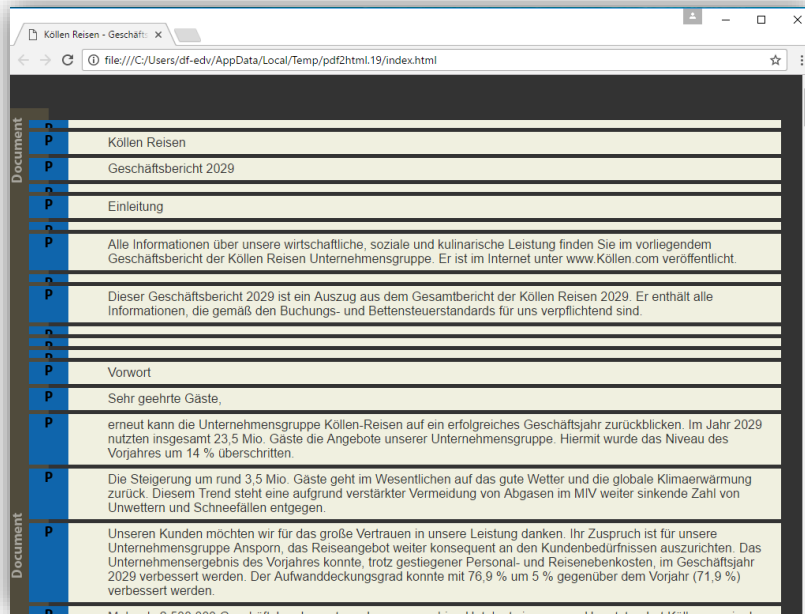 Köllen Reisen - Geschäfts
file:///C:/Users/df-edv/AppData/Local/Temp/pdf2html.19/index.html
Document
P
P Köllen Reisen
P Geschäftsbericht 2029
P
P Einleitung
P
P Alle Informationen über unsere wirtschaftliche, soziale und kulinarische Leistung finden Sie im vorliegendem
Geschäftsbericht der Köllen Reisen Unternehmensgruppe. Er ist im Internet unter www.Köllen.com veröffentlicht.
P
P Dieser Geschäftsbericht 2029 ist ein Auszug aus dem Gesamtbericht der Köllen Reisen 2029. Er enthält alle
Informationen, die gemäß den Buchungs- und Bettensteuerstandards für uns verpflichtend sind.
P
P
P
P Vorwort
P Sehr geehrte Gäste,
P erneut kann die Unternehmensgruppe Köllen-Reisen auf ein erfolgreiches Geschäftsjahr zurückblicken. Im Jahr 2029
nutzten insgesamt 23,5 Mio. Gäste die Angebote unserer Unternehmensgruppe. Hiermit wurde das Niveau des
Vorjahres um 14 % überschritten.
P Die Steigerung um rund 3,5 Mio. Gäste geht im Wesentlichen auf das gute Wetter und die globale Klimaerwärmung
zurück. Diesem Trend steht eine aufgrund verstärkter Vermeidung von Abgasen im MIV weiter sinkende Zahl von
Unwettern und Schneefällen entgegen.
Document
P Unseren Kunden möchten wir für das große Vertrauen in unsere Leistung danken. Ihr Zuspruch ist für unsere
Unternehmensgruppe Ansporn, das Reiseangebot weiter konsequent an den Kundenbedürfnissen auszurichten. Das
Unternehmensergebnis des Vorjahres konnte, trotz gestiegener Personal- und Reisenebenkosten, im Geschäftsjahr
2029 verbessert werden. Der Aufwanddeckungsgrad konnte mit 76,9 % um 5 % gegenüber dem Vorjahr (71,9 %)
verbessert werden.
P